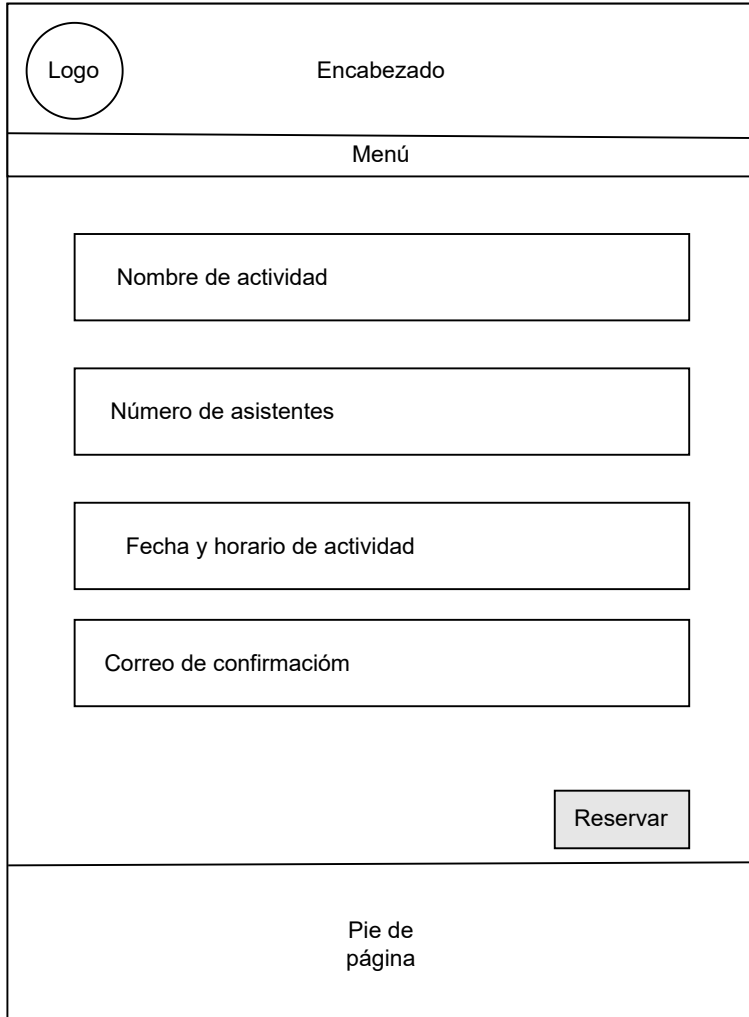 Logo
Encabezado
Menú
Nombre de actividad
Número de asistentes
Fecha y horario de actividad
Correo de confirmacióm
Reservar
Pie de
página